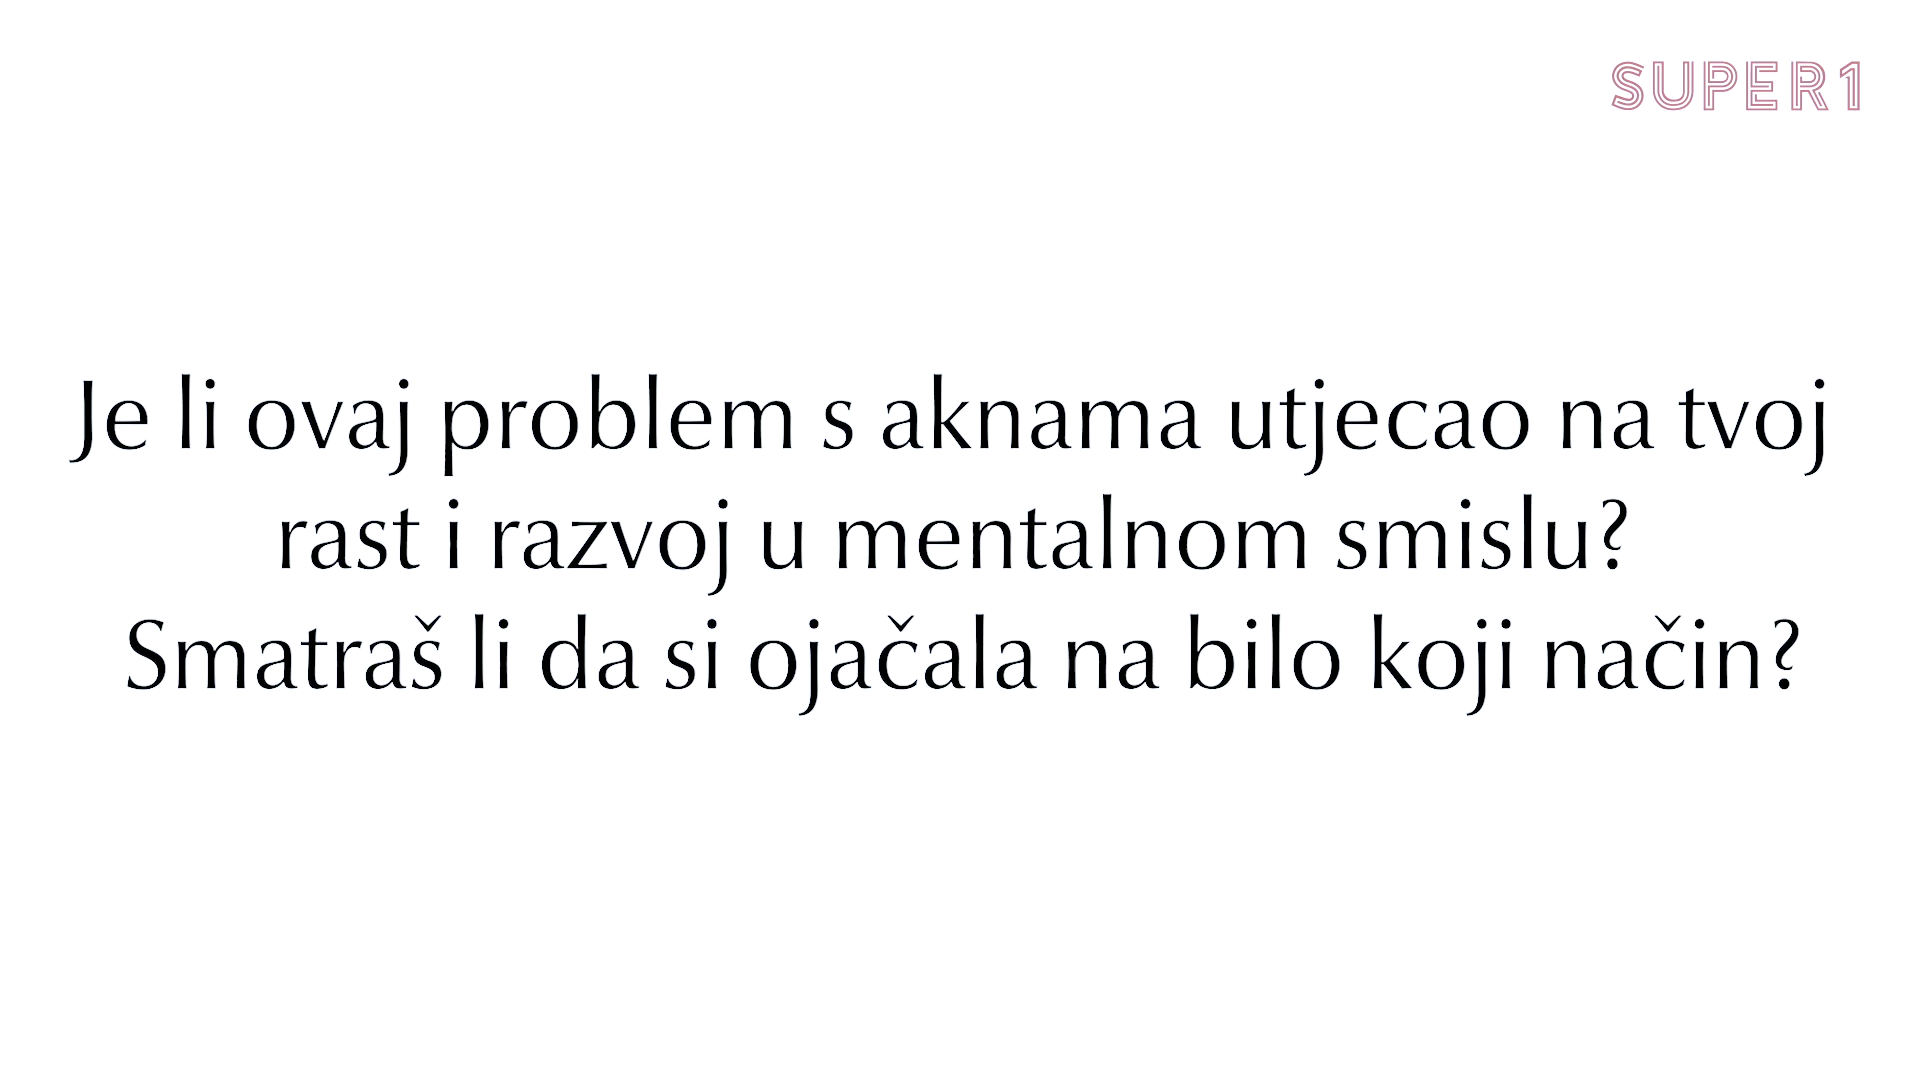 SUPER1
Je li ovaj problem s aknama utjecao na tvoj
rast i razvoj u mentalnom smislu?
Smatraš li da si ojačala na bilo koji način?